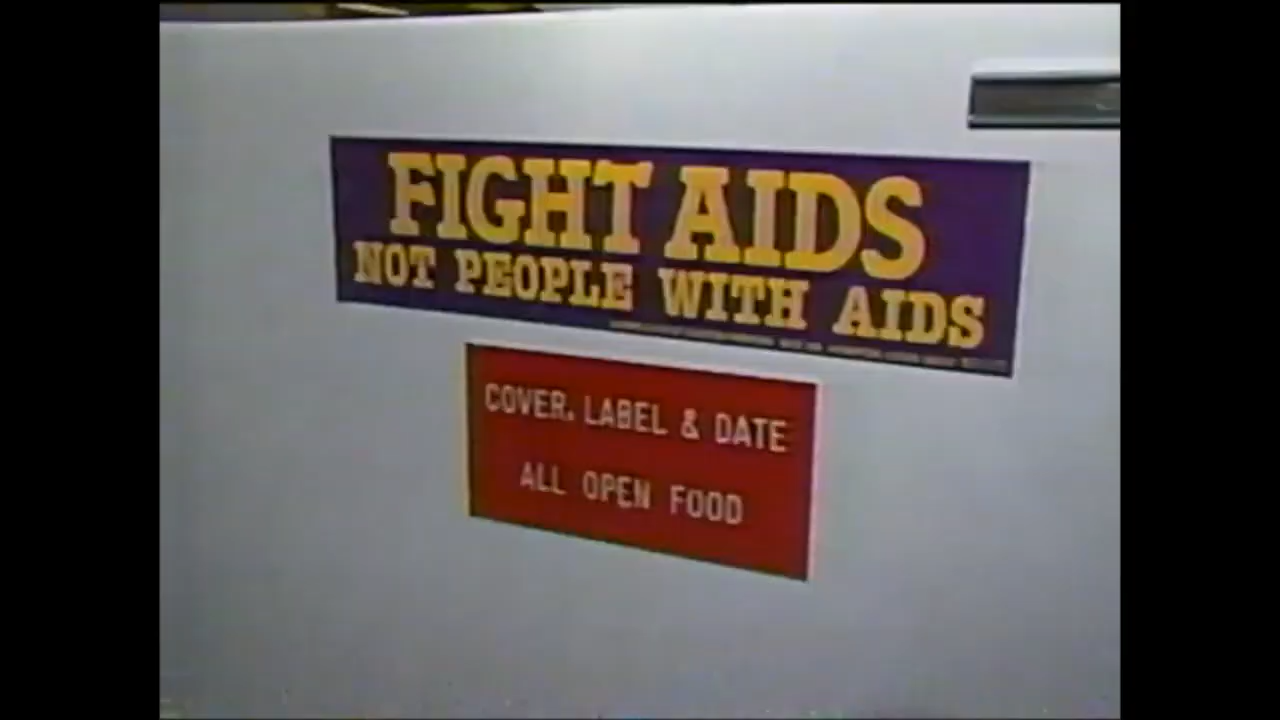 FIGHT AIDS
NOT PEOPLE WITH AIDS
COVER, LABEL & DATE
ALL OPEN FOOD